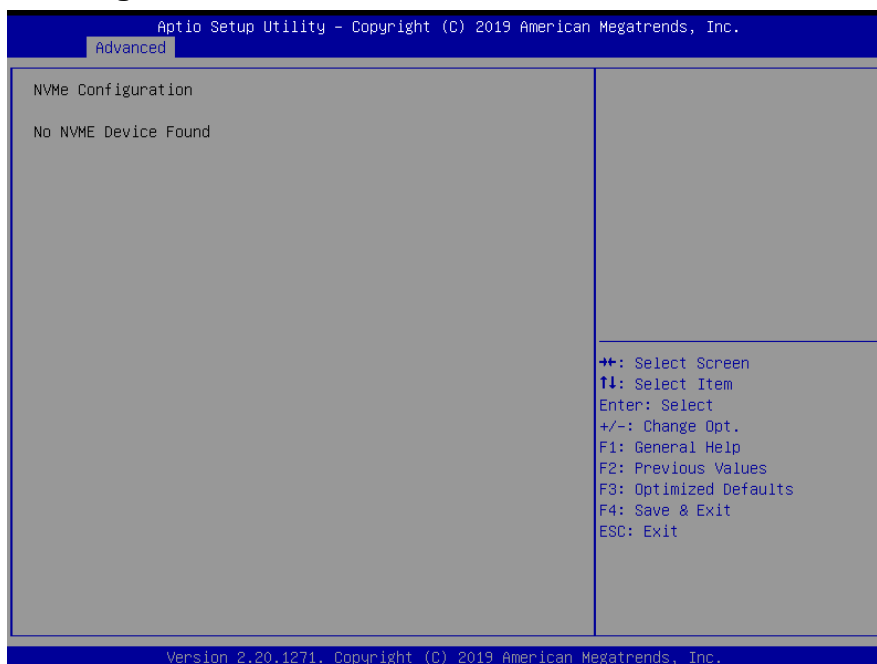 Aptio Setup Utility – Copyright (C) 2019 American Megatrends, Inc.
Advanced
NVMe Configuration
No NVME Device Found
→←: Select Screen
↑↓: Select Item
Enter: Select
+/-: Change Opt.
F1: General Help
F2: Previous Values
F3: Optimized Defaults
F4: Save & Exit
ESC: Exit
Version 2.20.1271. Copyright (C) 2019 American Megatrends, Inc.